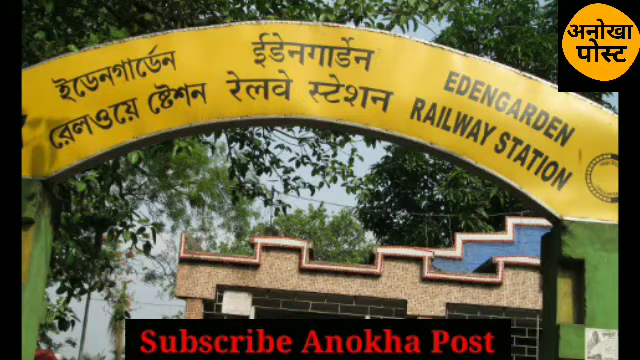 अनोखा
पोस्ट
ইডেনগার্ডেন
রেলওয়ে ষ্টেশন
ईडेनगार्डेन
रेलवे स्टेशन
EDENGARDEN
RAILWAY STATION
Subscribe Anokha Post